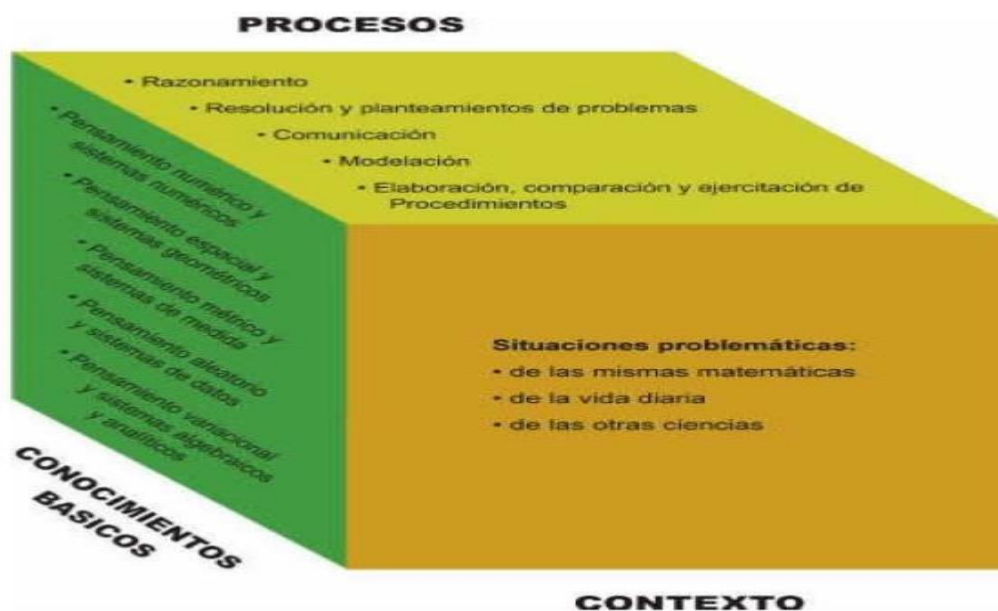 PROCESOS
• Razonamiento
• Resolución y planteamientos de problemas
• Comunicación
• Modelación
• Elaboración, comparación y ejercitación de
Procedimientos
• Pensamiento numérico y
sistemas numéricos
• Pensamiento espacial y
sistemas geométricos
• Pensamiento métrico y
sistemas de medida
• Pensamiento aleatorio
y sistemas de datos
• Pensamiento variacional
y sistemas algebraicos
y analíticos
CONOCIMIENTOS
BASICOS
Situaciones problemáticas:
• de las mismas matemáticas
• de la vida diaria
• de las otras ciencias
CONTEXTO